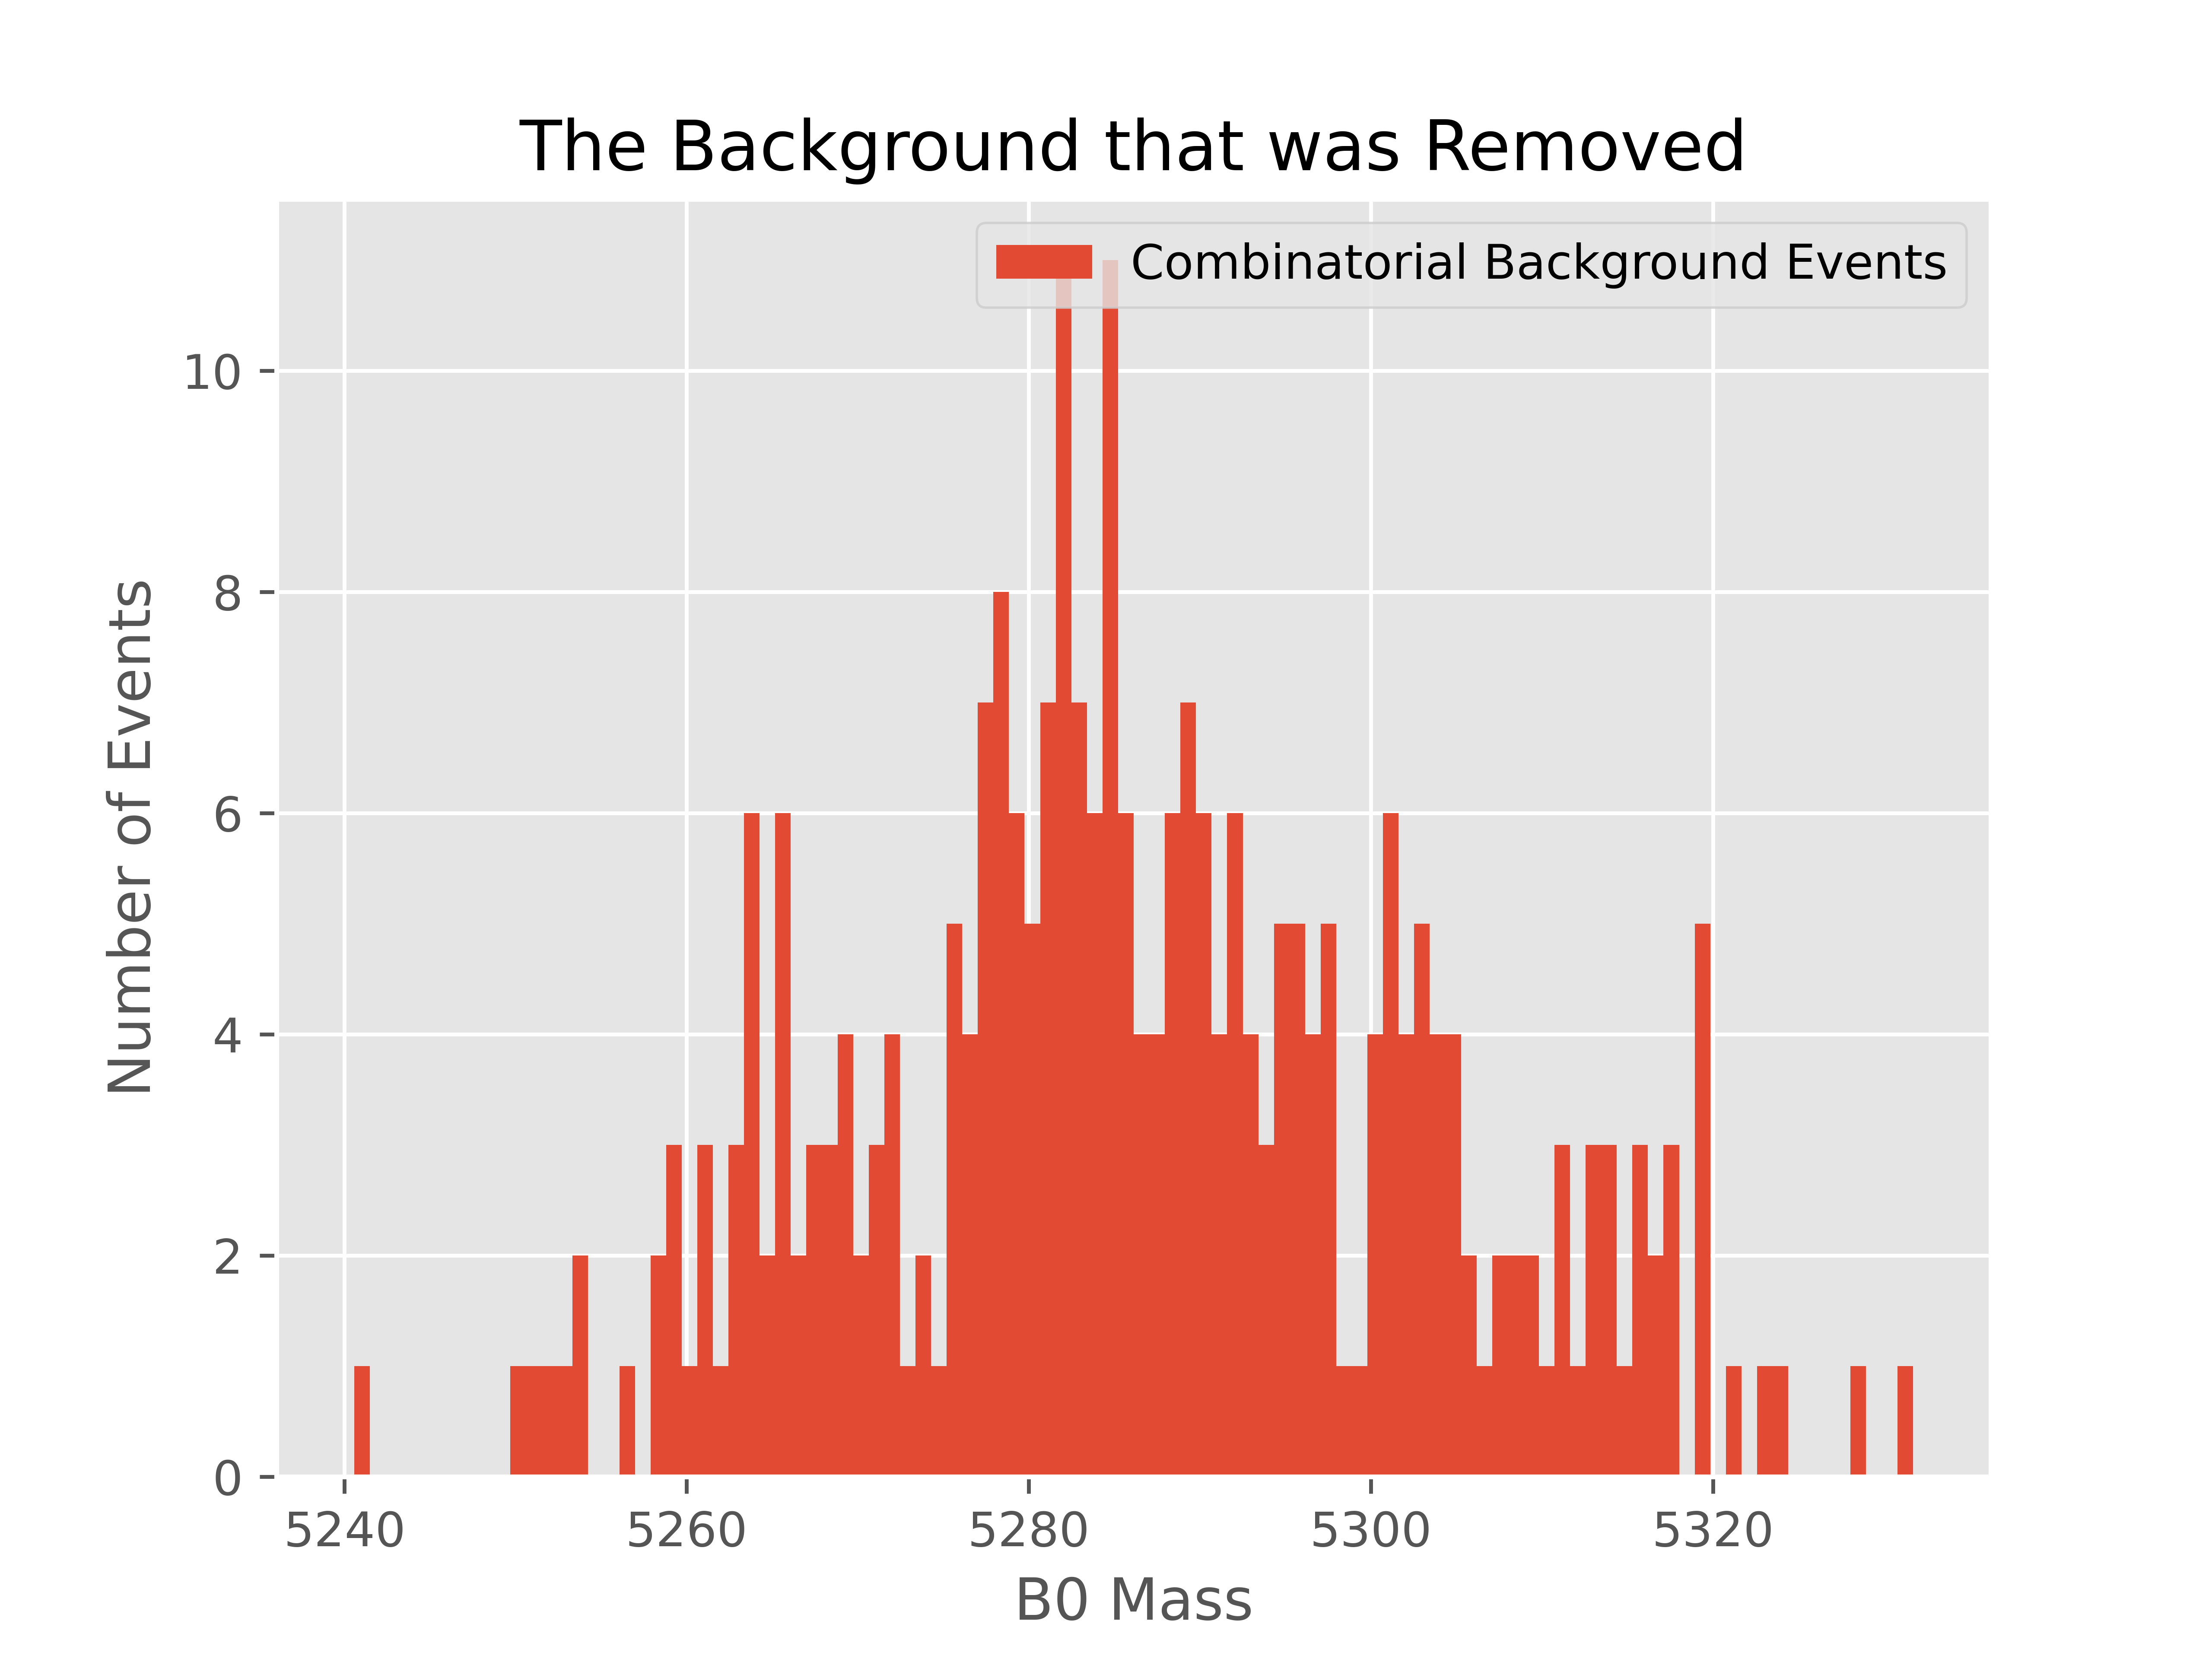 The Background that was Removed
Combinatorial Background Events
Number of Events
10
8
6
4
2
0
5240 5260 5280 5300 5320
B0 Mass